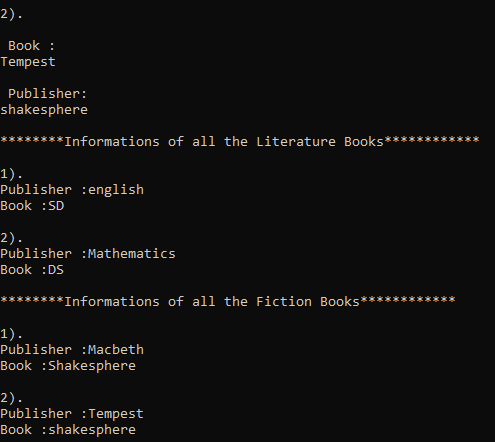 2).
Book :
Tempest
Publisher:
shakesphere
********Informations of all the Literature Books************
1).
Publisher :english
Book :SD
2).
Publisher :Mathematics
Book :DS
********Informations of all the Fiction Books************
1).
Publisher :Macbeth
Book :Shakesphere
2).
Publisher :Tempest
Book :shakesphere